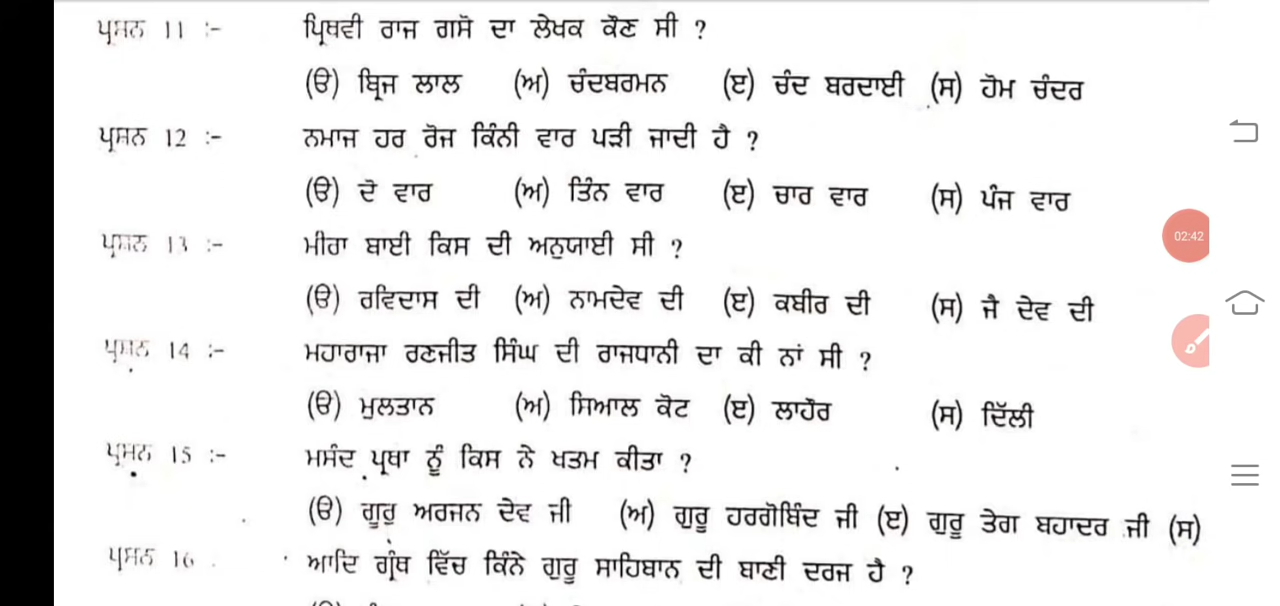 ਪ੍ਰਸ਼ਨ 11 :- ਪ੍ਰਿਥਵੀ ਰਾਜ ਗਸੋ ਦਾ ਲੇਖਕ ਕੌਣ ਸੀ ?
(ੳ) ਬ੍ਰਿਜ ਲਾਲ (ਅ) ਚੰਦਬਰਮਨ (ੲ) ਚੰਦ ਬਰਦਾਈ (ਸ) ਹੇਮ ਚੰਦਰ
ਪ੍ਰਸ਼ਨ 12 :- ਨਮਾਜ ਹਰ ਰੋਜ ਕਿੰਨੀ ਵਾਰ ਪੜੀ ਜਾਦੀ ਹੈ ?
(ੳ) ਦੋ ਵਾਰ (ਅ) ਤਿੰਨ ਵਾਰ (ੲ) ਚਾਰ ਵਾਰ (ਸ) ਪੰਜ ਵਾਰ
02:42
ਪ੍ਰਸ਼ਨ 13 :- ਮੀਰਾ ਬਾਈ ਕਿਸ ਦੀ ਅਨੁਯਾਈ ਸੀ ?
(ੳ) ਰਵਿਦਾਸ ਦੀ (ਅ) ਨਾਮਦੇਵ ਦੀ (ੲ) ਕਬੀਰ ਦੀ (ਸ) ਜੈ ਦੇਵ ਦੀ
ਪ੍ਰਸ਼ਨ 14 :- ਮਹਾਰਾਜਾ ਰਣਜੀਤ ਸਿੰਘ ਦੀ ਰਾਜਧਾਨੀ ਦਾ ਕੀ ਨਾਂ ਸੀ ?
(ੳ) ਮੁਲਤਾਨ (ਅ) ਸਿਆਲ ਕੋਟ (ੲ) ਲਾਹੌਰ (ਸ) ਦਿੱਲੀ
ਪ੍ਰਸ਼ਨ 15 :- ਮਸੰਦ ਪ੍ਰਥਾ ਨੂੰ ਕਿਸ ਨੇ ਖਤਮ ਕੀਤਾ ?
(ੳ) ਗੂਰੁ ਅਰਜਨ ਦੇਵ ਜੀ (ਅ) ਗੁਰੂ ਹਰਗੋਬਿੰਦ ਜੀ (ੲ) ਗੁਰੂ ਤੇਗ ਬਹਾਦਰ ਜੀ (ਸ)
ਪ੍ਰਸ਼ਨ 16 ਆਦਿ ਗ੍ਰੰਥ ਵਿੱਚ ਕਿੰਨੇ ਗੁਰੂ ਸਾਹਿਬਾਨ ਦੀ ਬਾਣੀ ਦਰਜ ਹੈ ?